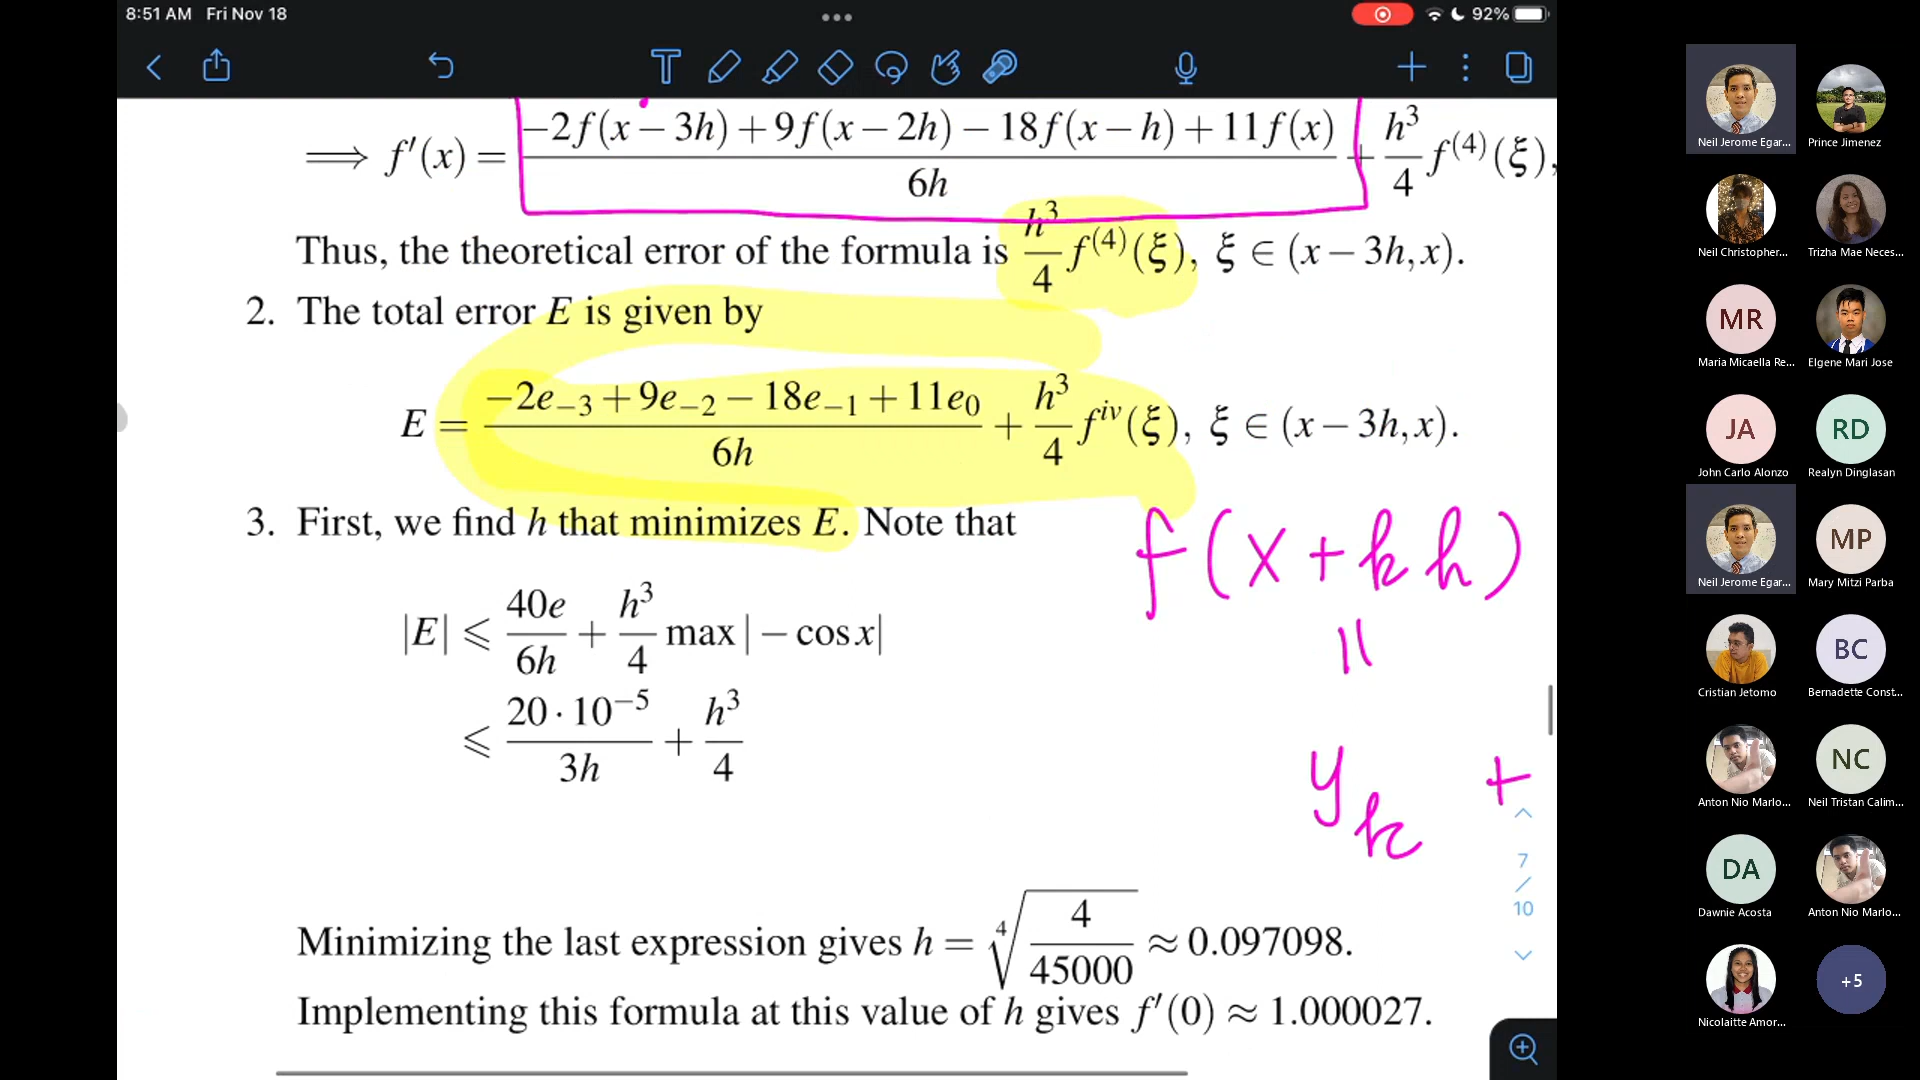 8:51 AM Fri Nov 18
92%
⟹ f′(x) = (−2f(x−3h)+9f(x−2h)−18f(x−h)+11f(x))/(6h) + (h³/4) f⁽⁴⁾(ξ),
Thus, the theoretical error of the formula is (h³/4) f⁽⁴⁾(ξ), ξ ∈ (x−3h,x).
2. The total error E is given by
E = (−2e₋₃+9e₋₂−18e₋₁+11e₀)/(6h) + (h³/4) fⁱᵛ(ξ), ξ ∈ (x−3h,x).
3. First, we find h that minimizes E. Note that
f(x+kh)
|E| ⩽ 40e/(6h) + (h³/4) max|−cos x|
=
⩽ (20·10⁻⁵)/(3h) + h³/4
y_k +
7
/
10
Minimizing the last expression gives h = ⁴√(4/45000) ≈ 0.097098.
Implementing this formula at this value of h gives f′(0) ≈ 1.000027.
Neil Jerome Egar...
Prince Jimenez
Neil Christopher...
Trizha Mae Neces...
MR
Maria Micaella Re...
Elgene Mari Jose
JA
John Carlo Alonzo
RD
Realyn Dinglasan
Neil Jerome Egar...
MP
Mary Mitzi Parba
Cristian Jetomo
BC
Bernadette Const...
Anton Nio Marlo...
NC
Neil Tristan Calim...
DA
Dawnie Acosta
Anton Nio Marlo...
Nicolaitte Amor...
+5